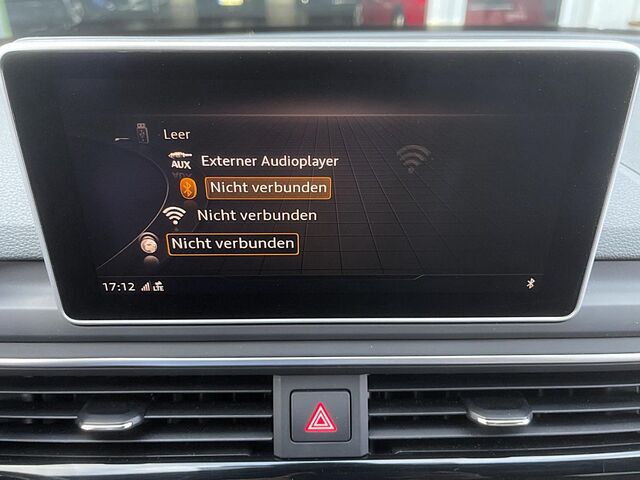 Leer
AUX Externer Audioplayer
Nicht verbunden
Nicht verbunden
Nicht verbunden
17:12 LTE